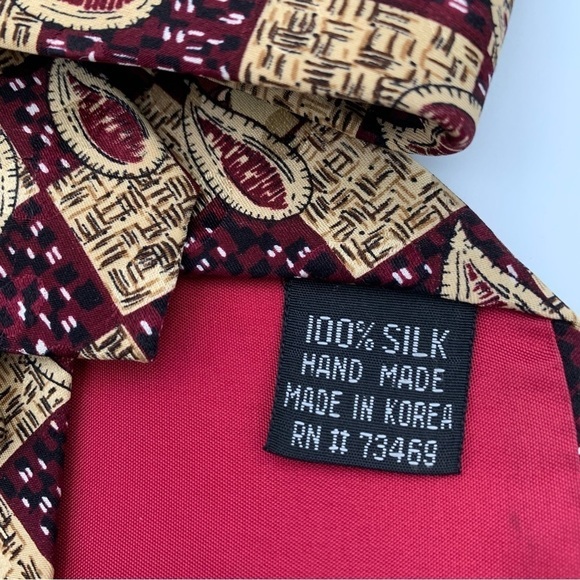 100% SILK
HAND MADE
MADE IN KOREA
RN # 73469